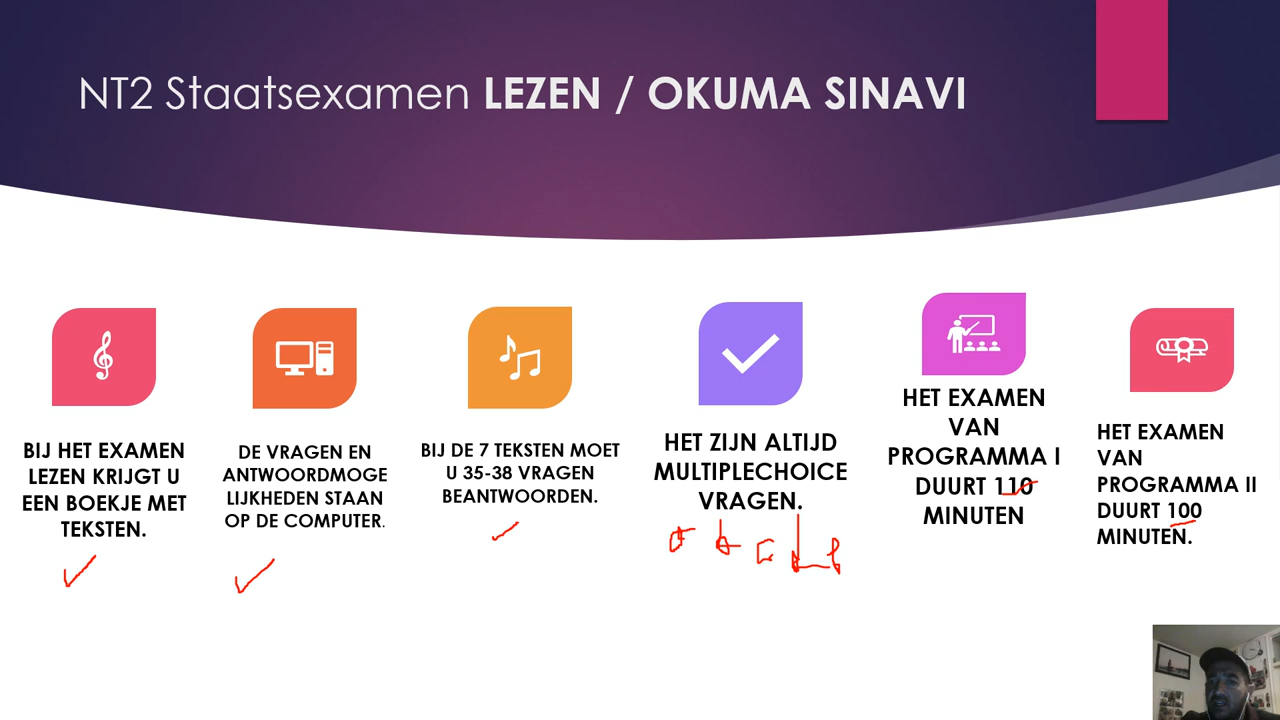 NT2 Staatsexamen LEZEN / OKUMA SINAVI
BIJ HET EXAMEN
LEZEN KRIJGT U
EEN BOEKJE MET
TEKSTEN.
DE VRAGEN EN
ANTWOORDMOGE
LIJKHEDEN STAAN
OP DE COMPUTER.
BIJ DE 7 TEKSTEN MOET
U 35-38 VRAGEN
BEANTWOORDEN.
HET ZIJN ALTIJD
MULTIPLECHOICE
VRAGEN.
HET EXAMEN
VAN
PROGRAMMA I
DUURT 110
MINUTEN
HET EXAMEN
VAN
PROGRAMMA II
DUURT 100
MINUTEN.